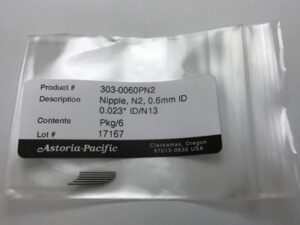 Product # 303-0060PN2
Description Nipple, N2, 0.6mm ID
0.023" ID/N13
Contents Pkg/6
Lot # 17167
Astoria-Pacific Clackamas, Oregon
97015-0830 USA